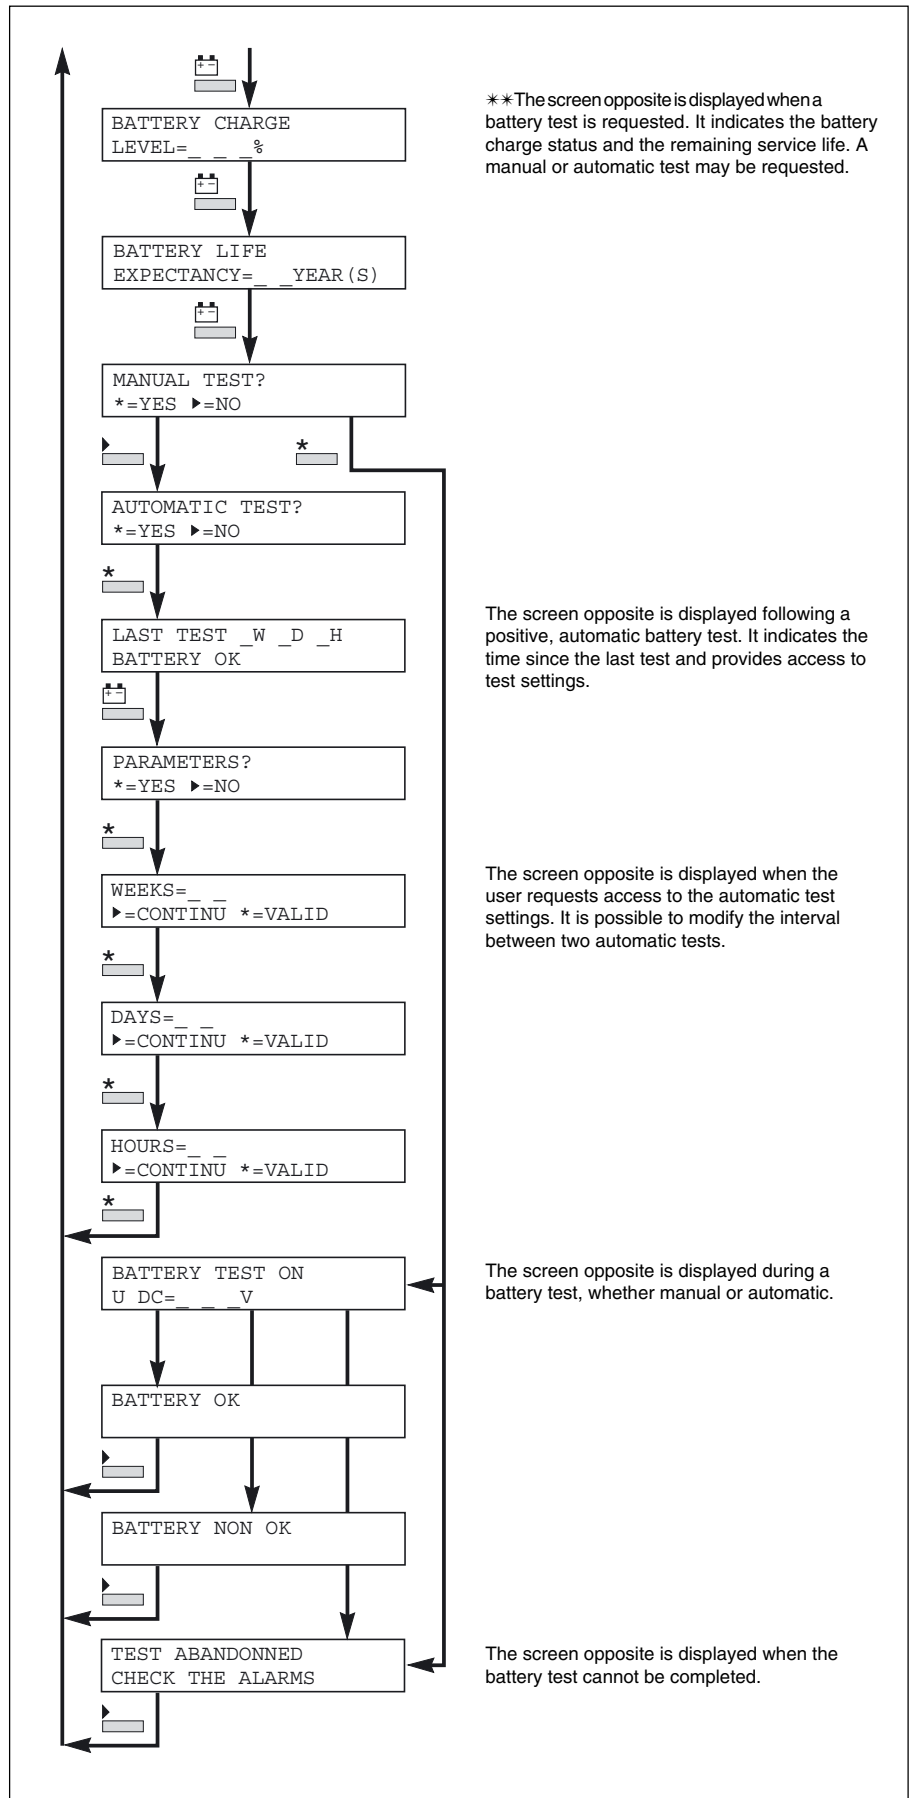 + -
BATTERY CHARGE
LEVEL=_ _ _%
✶✶The screen opposite is displayed when a
battery test is requested. It indicates the battery
charge status and the remaining service life. A
manual or automatic test may be requested.
+ -
BATTERY LIFE
EXPECTANCY=_ _YEAR(S)
+ -
MANUAL TEST?
*=YES ▶=NO
▶
*
AUTOMATIC TEST?
*=YES ▶=NO
*
LAST TEST _W _D _H
BATTERY OK
The screen opposite is displayed following a
positive, automatic battery test. It indicates the
time since the last test and provides access to
test settings.
+ -
PARAMETERS?
*=YES ▶=NO
*
WEEKS=_ _
▶=CONTINU *=VALID
The screen opposite is displayed when the
user requests access to the automatic test
settings. It is possible to modify the interval
between two automatic tests.
*
DAYS=_ _
▶=CONTINU *=VALID
*
HOURS=_ _
▶=CONTINU *=VALID
*
BATTERY TEST ON
U DC=_ _ _V
The screen opposite is displayed during a
battery test, whether manual or automatic.
BATTERY OK
▶
BATTERY NON OK
▶
TEST ABANDONNED
CHECK THE ALARMS
The screen opposite is displayed when the
battery test cannot be completed.
▶